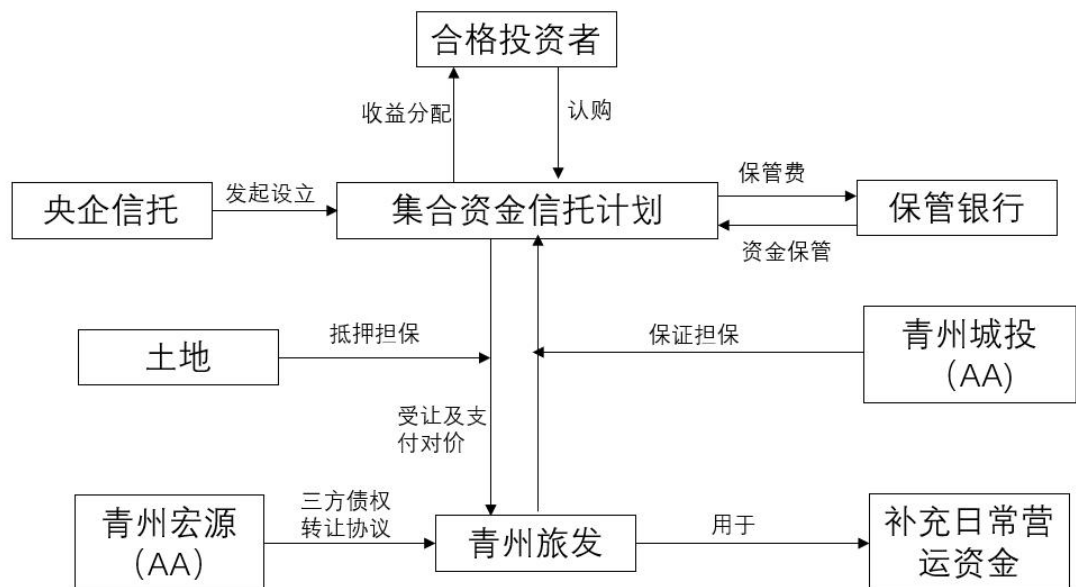 合格投资者
收益分配
认购
央企信托
发起设立
集合资金信托计划
保管费
资金保管
保管银行
土地
抵押担保
保证担保
青州城投
（AA)
受让及支
付对价
青州宏源
(AA）
三方债权
转让协议
青州旅发
用于
补充日常营
运资金